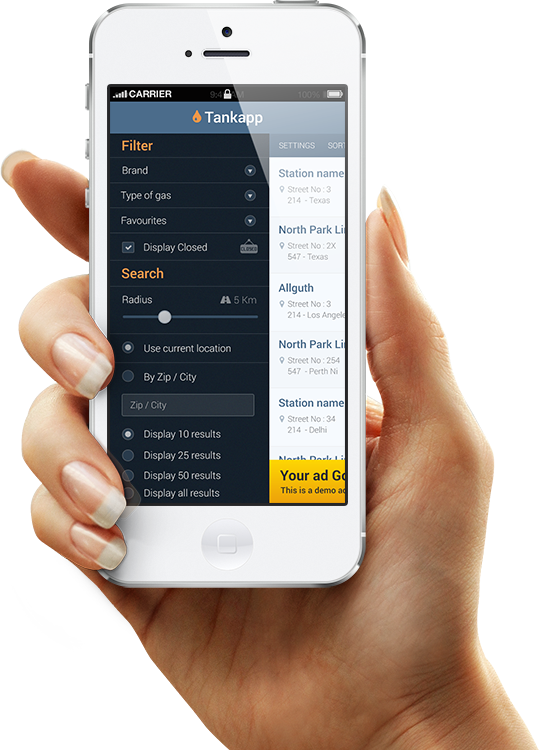 CARRIER
100%
Tankapp
Filter
Brand
Type of gas
Favourites
Display Closed
CLOSED
Search
Radius 5 Km
Use current location
By Zip / City
Zip / City
Display 10 results
Display 25 results
Display 50 results
Display all results
SETTINGS SORT
Station name
Street No : 3
214 - Texas
North Park Li
Street No : 2X
547 - Texas
Allguth
Street No : 3
214 - Los Angele
North Park Li
Street No : 254
547 - Perth Ni
Station name
Street No : 34
214 - Delhi
North Park Li
Your ad Go
This is a demo ad